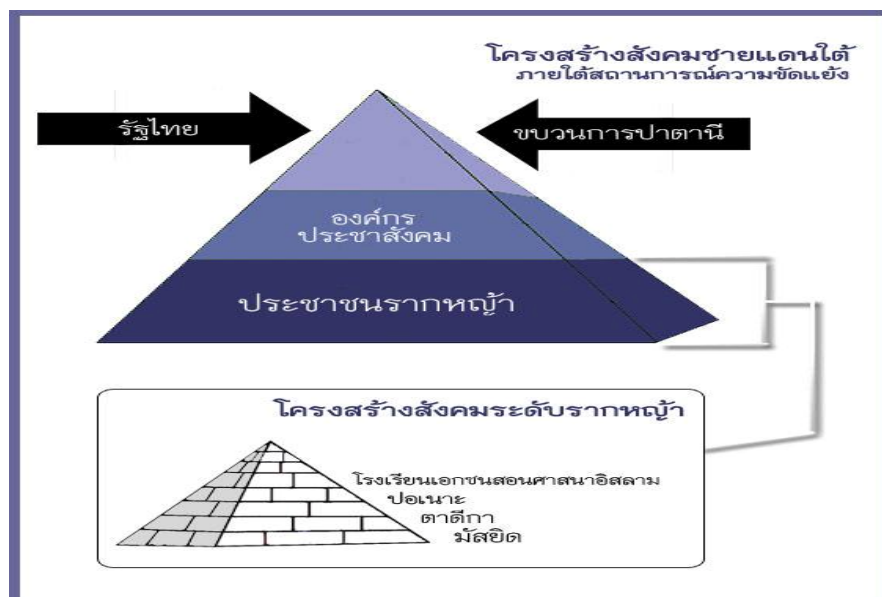 โครงสร้างสังคมชายแดนใต้
ภายใต้สถานการณ์ความขัดแย้ง
รัฐไทย
ขบวนการปาตานี
องค์กร
ประชาสังคม
ประชาชนรากหญ้า
โครงสร้างสังคมระดับรากหญ้า
โรงเรียนเอกชนสอนศาสนาอิสลาม
ปอเนาะ
ตาดีกา
มัสยิด